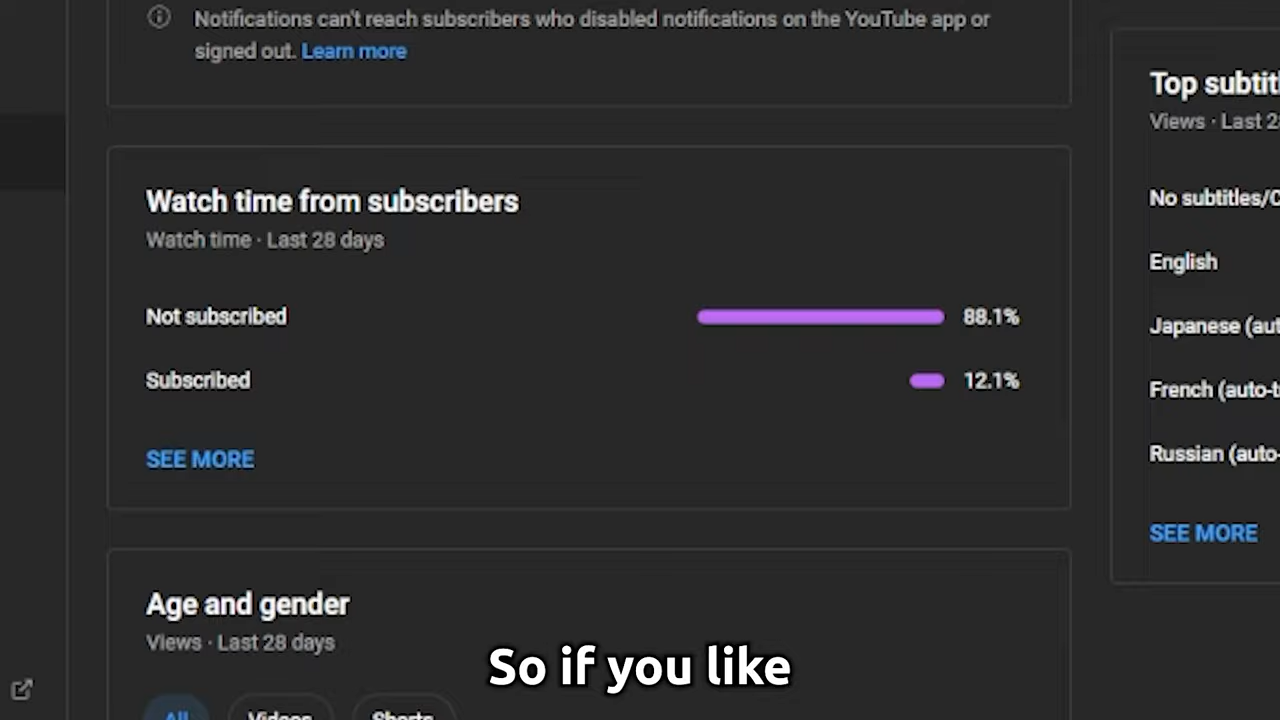 Notifications can't reach subscribers who disabled notifications on the YouTube app or
signed out. Learn more
Watch time from subscribers
Watch time · Last 28 days
Not subscribed 88.1%
Subscribed 12.1%
SEE MORE
Age and gender
Views · Last 28 days
All Videos Shorts
Top subtitl
Views · Last 2
No subtitles/C
English
Japanese (aut
French (auto-t
Russian (auto-
SEE MORE
So if you like